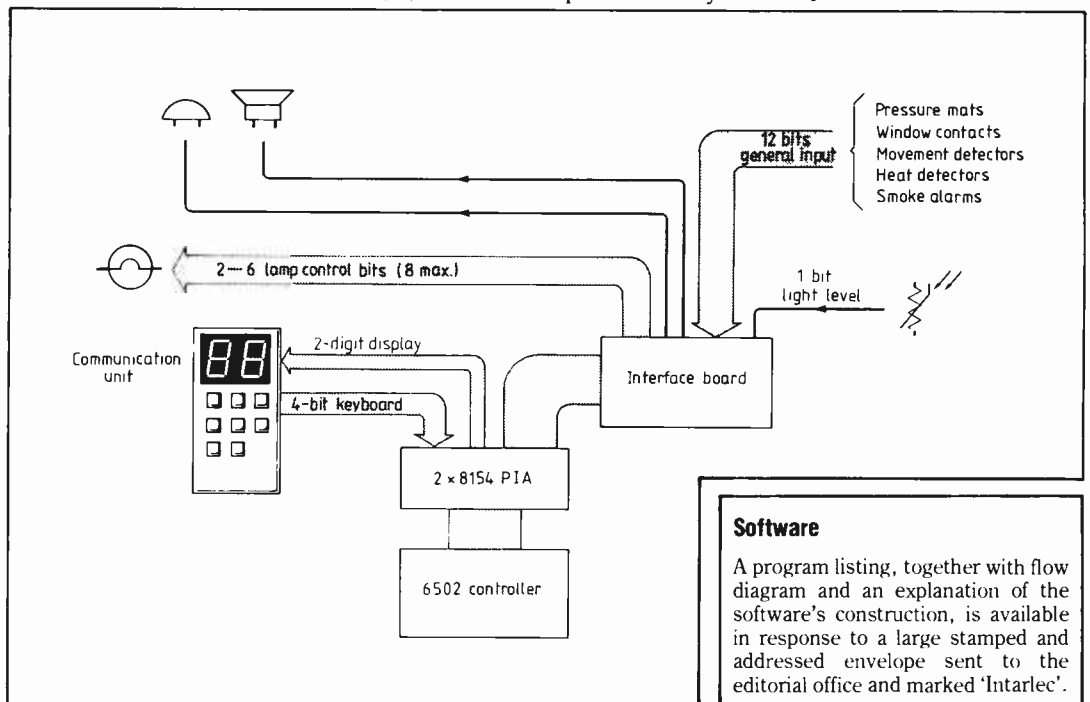 Pressure mats
Window contacts
Movement detectors
Heat detectors
Smoke alarms
12 bits
general input
2—6 lamp control bits (8 max.)
1 bit
light level
Communication
unit
88
2-digit display
4-bit keyboard
Interface board
2 × 8154 PIA
6502 controller
Software
A program listing, together with flow
diagram and an explanation of the
software's construction, is available
in response to a large stamped and
addressed envelope sent to the
editorial office and marked 'Intarlec'.